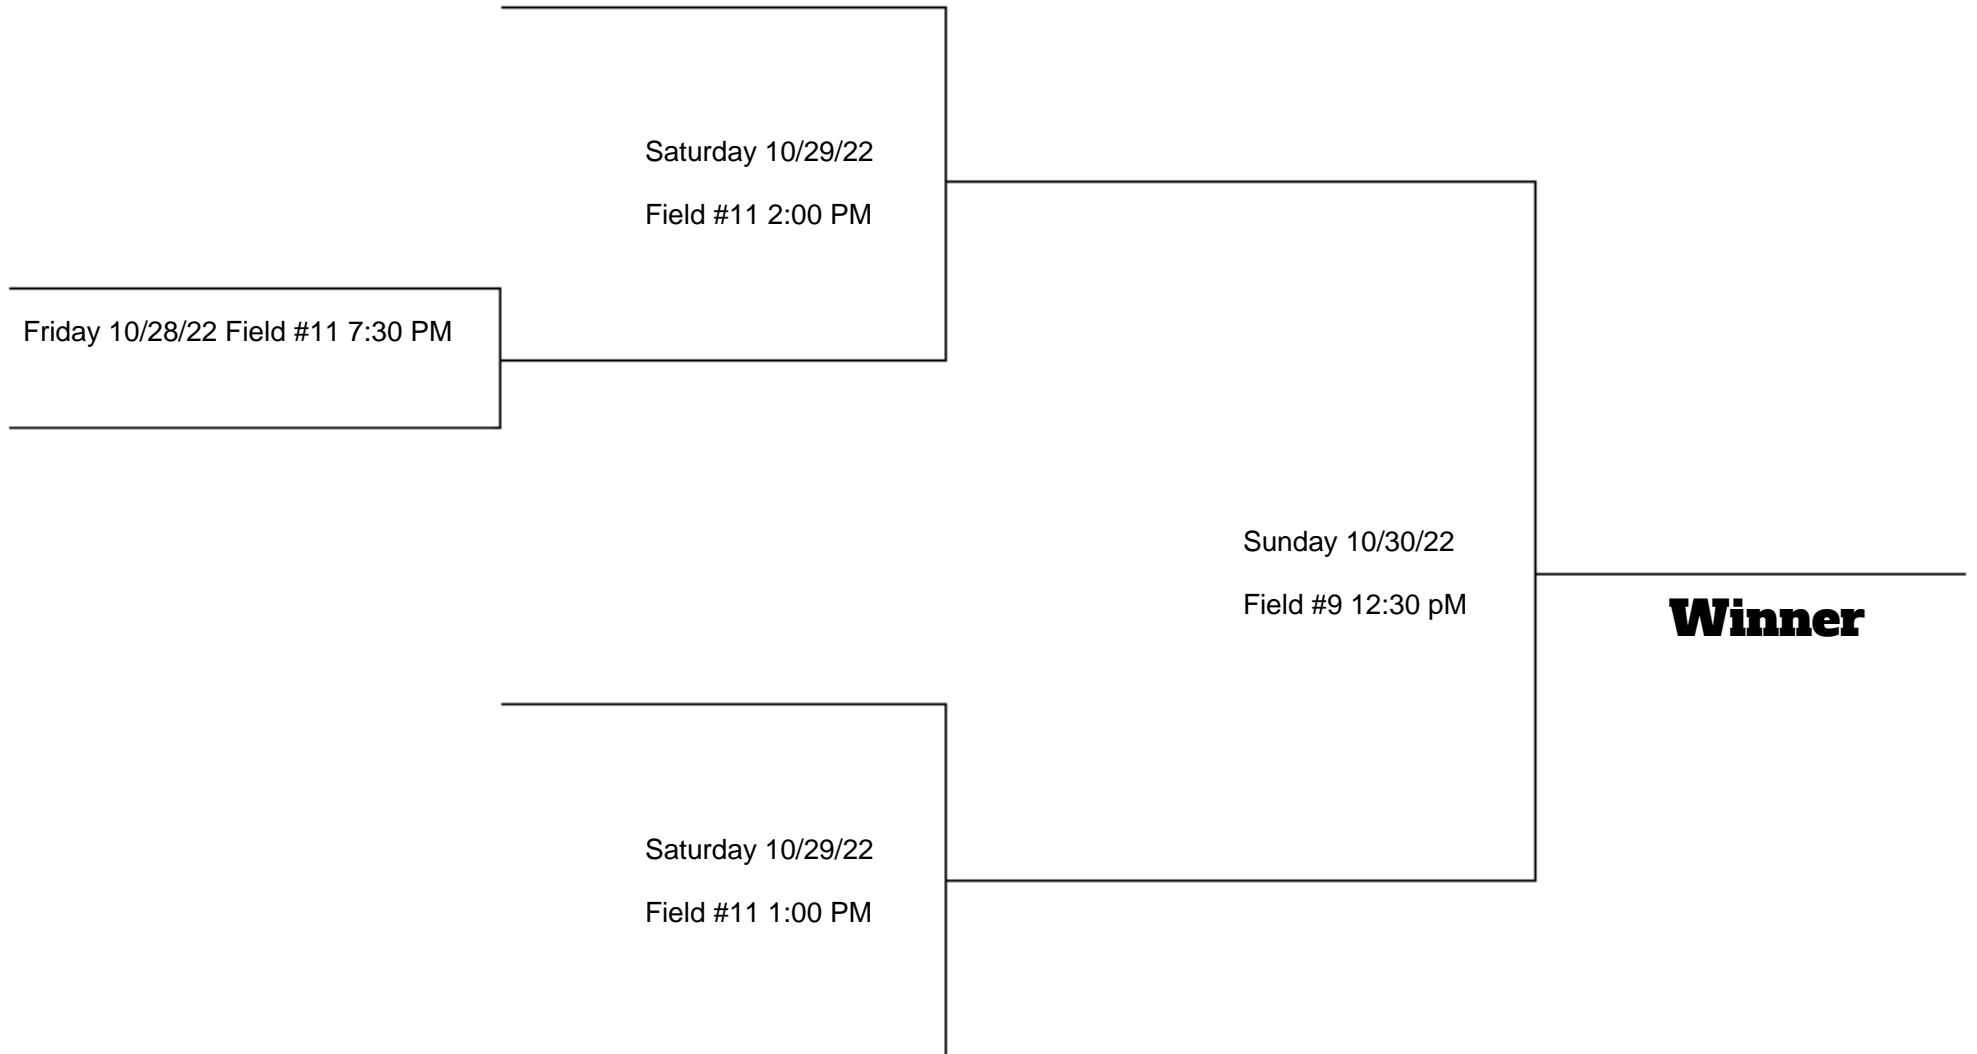 Saturday 10/29/22
Field #11 2:00 PM
Friday 10/28/22 Field #11 7:30 PM
Sunday 10/30/22
Field #9 12:30 pM
Winner
Saturday 10/29/22
Field #11 1:00 PM